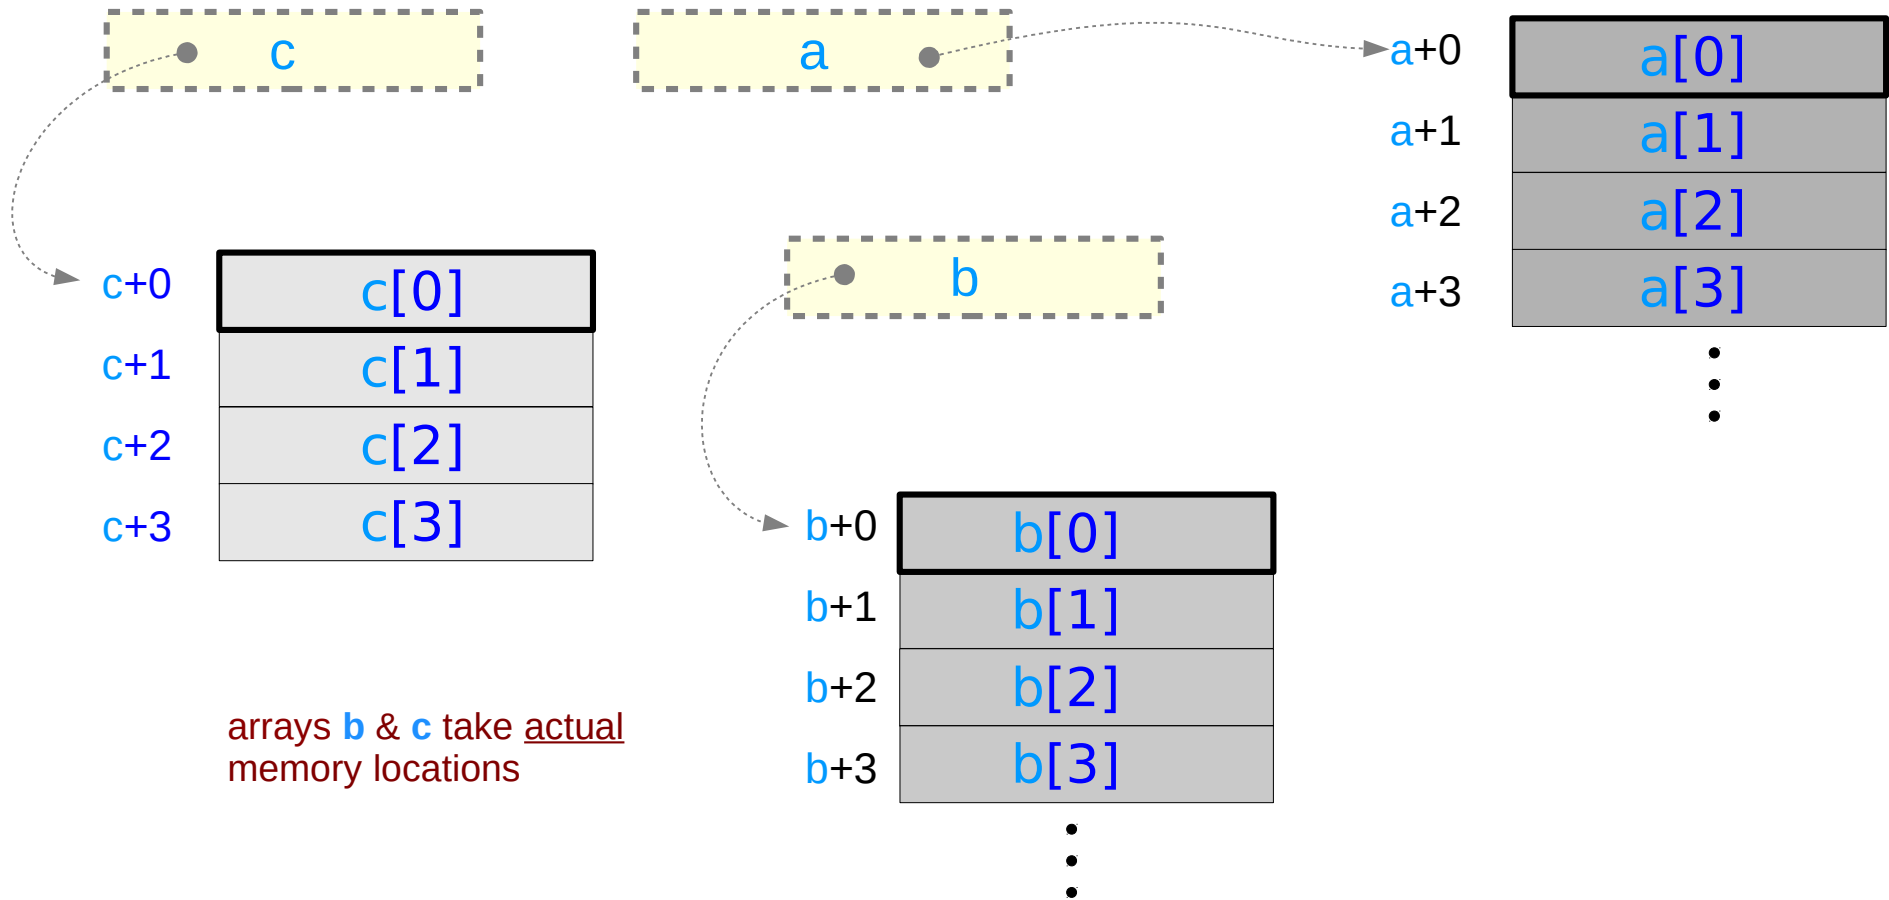 c
a
a+0 a[0]
a+1 a[1]
a+2 a[2]
a+3 a[3]
c+0 c[0]
c+1 c[1]
c+2 c[2]
c+3 c[3]
b
b+0 b[0]
b+1 b[1]
b+2 b[2]
b+3 b[3]
arrays b & c take actual
memory locations